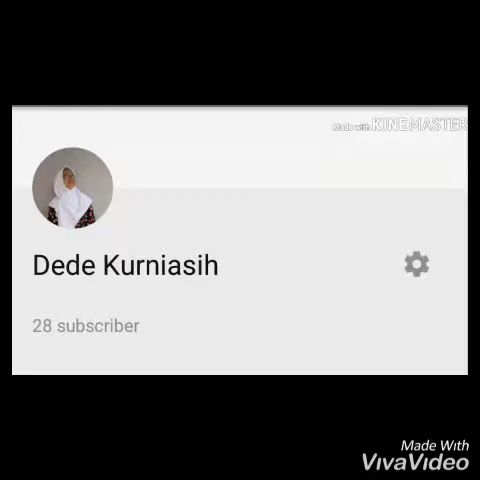 Made with KINEMASTER
Dede Kurniasih
28 subscriber
Made With
VivaVideo